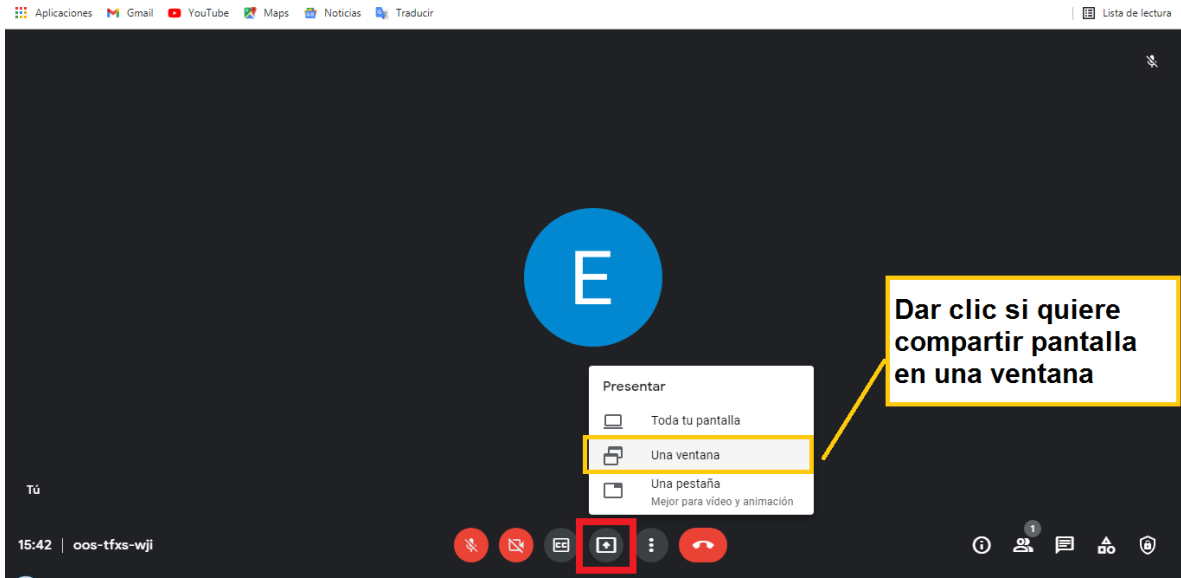 Aplicaciones Gmail YouTube Maps Noticias Traducir Lista de lectura
E
Dar clic si quiere
compartir pantalla
en una ventana
Presentar
Toda tu pantalla
Una ventana
Una pestaña
Mejor para vídeo y animación
Tú
15:42 | oos-tfxs-wji CC 1